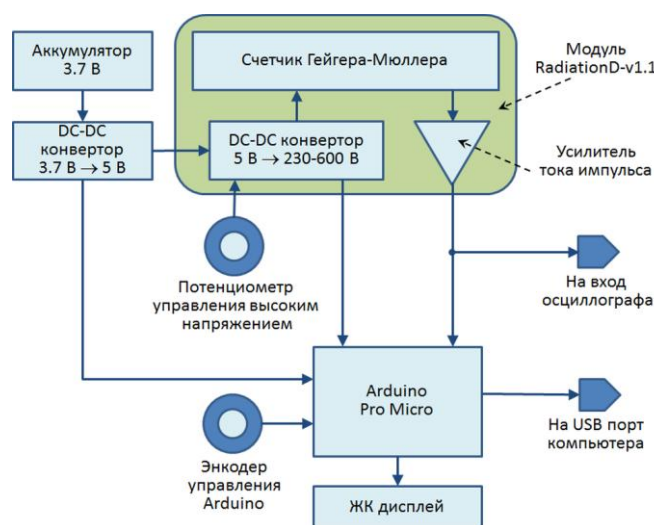 Аккумулятор
3.7 В
Счетчик Гейгера-Мюллера
Модуль
RadiationD-v1.1
DC-DC
конвертор
3.7 В → 5 В
DC-DC конвертор
5 В → 230-600 В
Усилитель
тока импульса
Потенциометр
управления высоким
напряжением
На вход
осциллографа
Arduino
Pro Micro
На USB порт
компьютера
Энкодер
управления
Arduino
ЖК дисплей